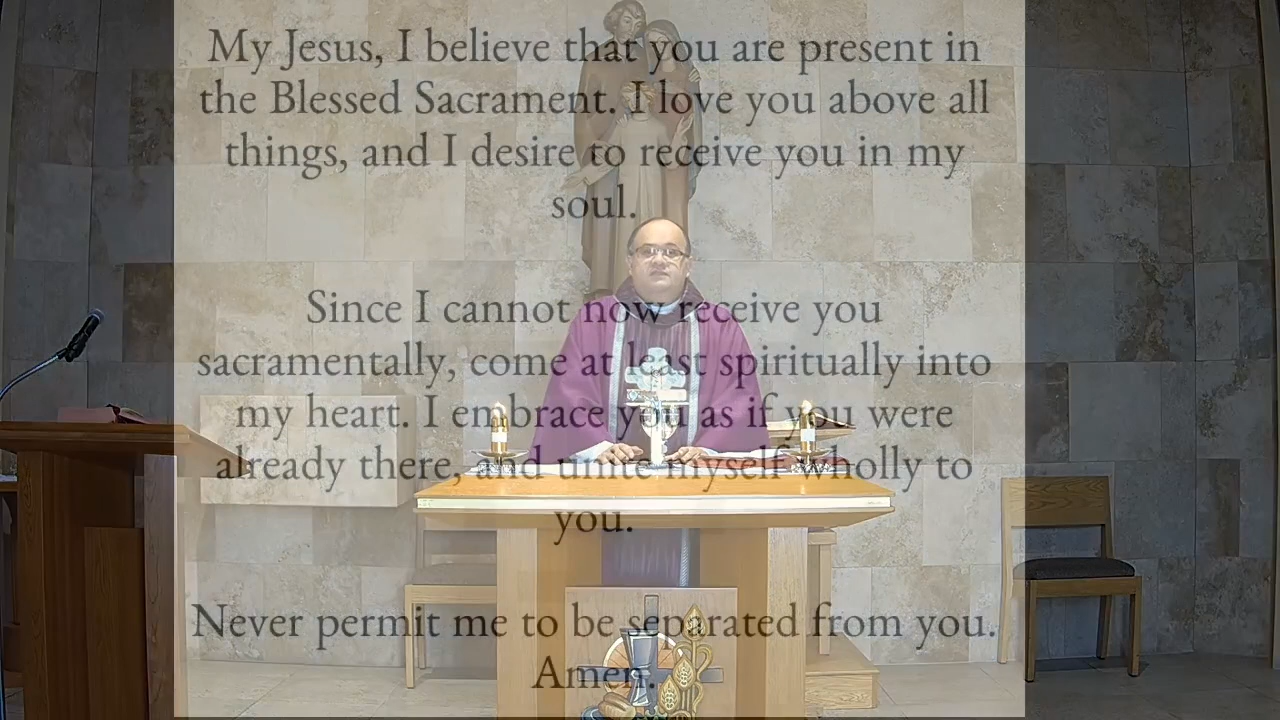 My Jesus, I believe that you are present in
the Blessed Sacrament. I love you above all
things, and I desire to receive you in my
soul.
Since I cannot now receive you
sacramentally, come at least spiritually into
my heart. I embrace you as if you were
already there, and unite myself wholly to
you.
Never permit me to be separated from you.
Amen.